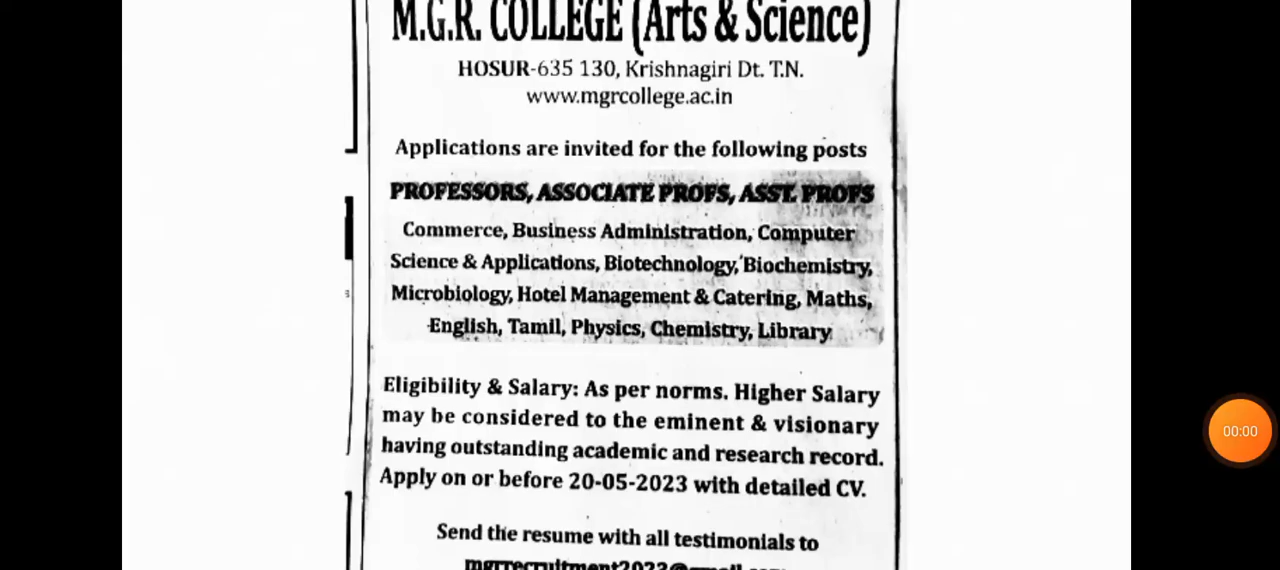 M.G.R. COLLEGE (Arts & Science)
HOSUR-635 130, Krishnagiri Dt. T.N.
www.mgrcollege.ac.in
Applications are invited for the following posts
PROFESSORS, ASSOCIATE PROFS, ASST. PROFS
Commerce, Business Administration, Computer
Science & Applications, Biotechnology, Biochemistry,
Microbiology, Hotel Management & Catering, Maths,
English, Tamil, Physics, Chemistry, Library
Eligibility & Salary: As per norms. Higher Salary
may be considered to the eminent & visionary
having outstanding academic and research record.
Apply on or before 20-05-2023 with detailed CV.
Send the resume with all testimonials to
mgrrecruitment2023@gmail.com
00:00